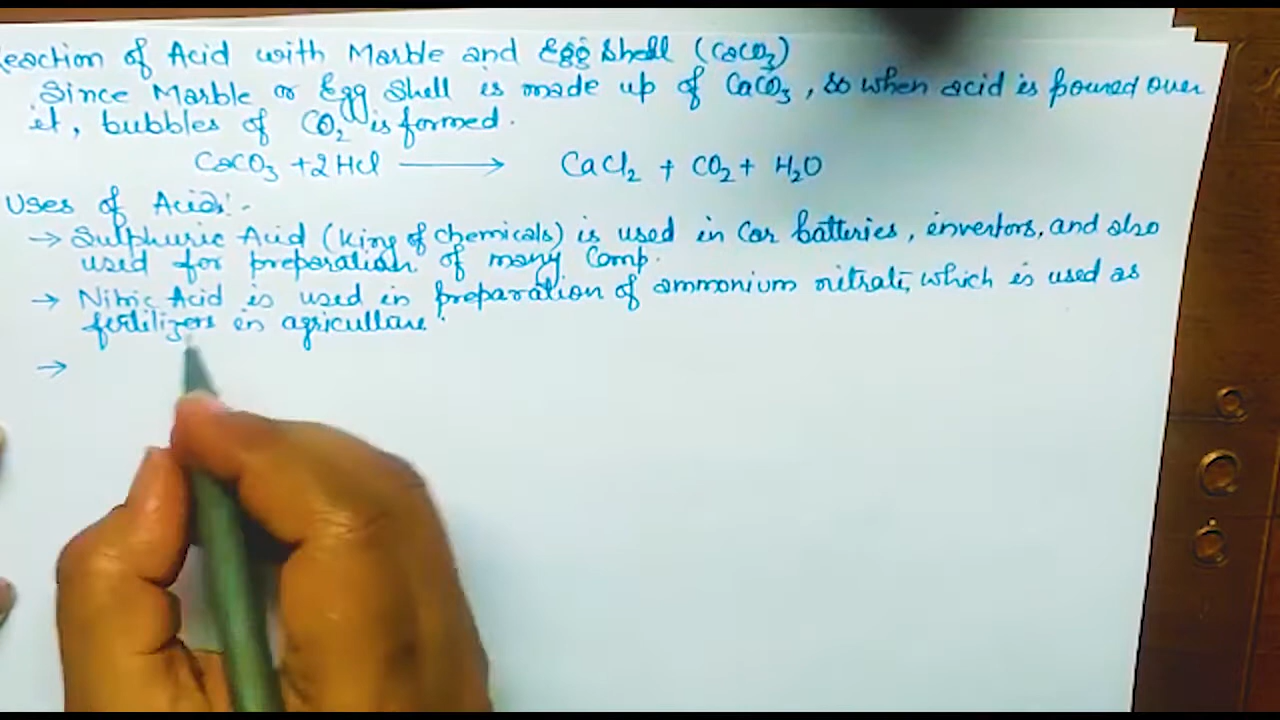 eaction of Acid with Marble and Egg Shell (CaCO₃)
Since Marble or Egg Shell is made up of CaCO₃, so when acid is poured over
it, bubbles of CO₂ is formed.
CaCO₃ + 2HCl ⟶ CaCl₂ + CO₂ + H₂O
Uses of Acid:-
→ Sulphuric Acid (King of chemicals) is used in Car batteries, invertors, and also
used for preparation of many Comp.
→ Nitric Acid is used in preparation of ammonium nitrate, which is used as
fertilizers in agriculture.
→